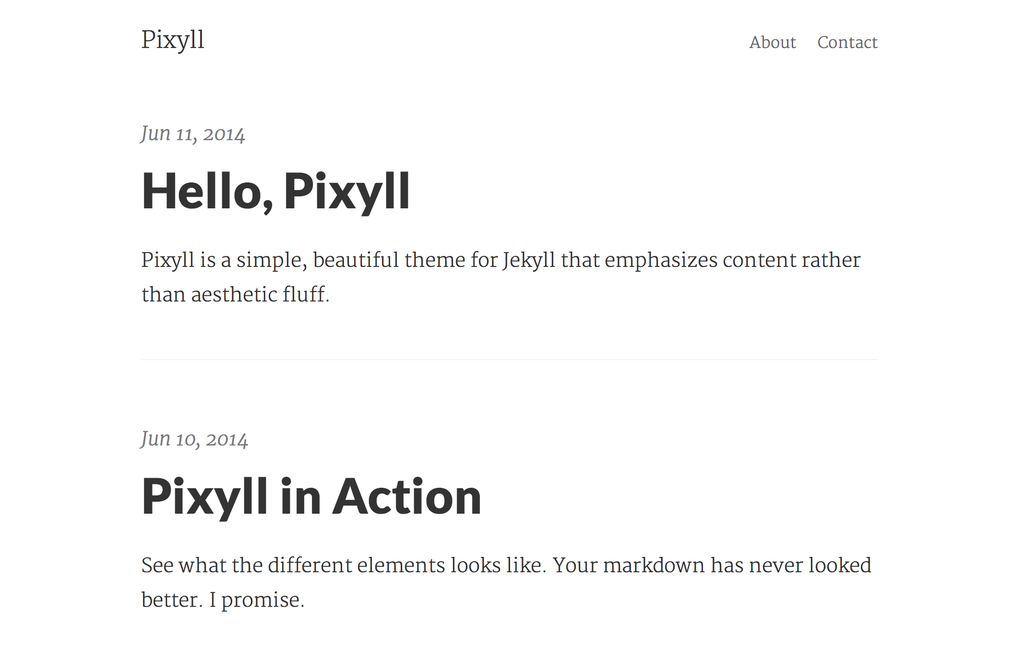 Pixyll
About Contact
Jun 11, 2014
Hello, Pixyll
Pixyll is a simple, beautiful theme for Jekyll that emphasizes content rather
than aesthetic fluff.
Jun 10, 2014
Pixyll in Action
See what the different elements looks like. Your markdown has never looked
better. I promise.